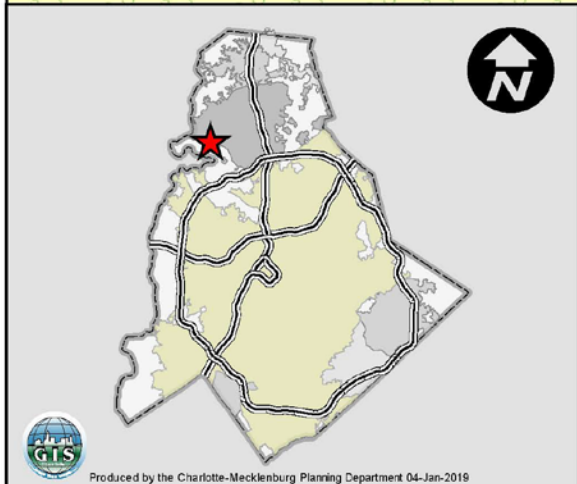 N
GIS
Produced by the Charlotte-Mecklenburg Planning Department 04-Jan-2019